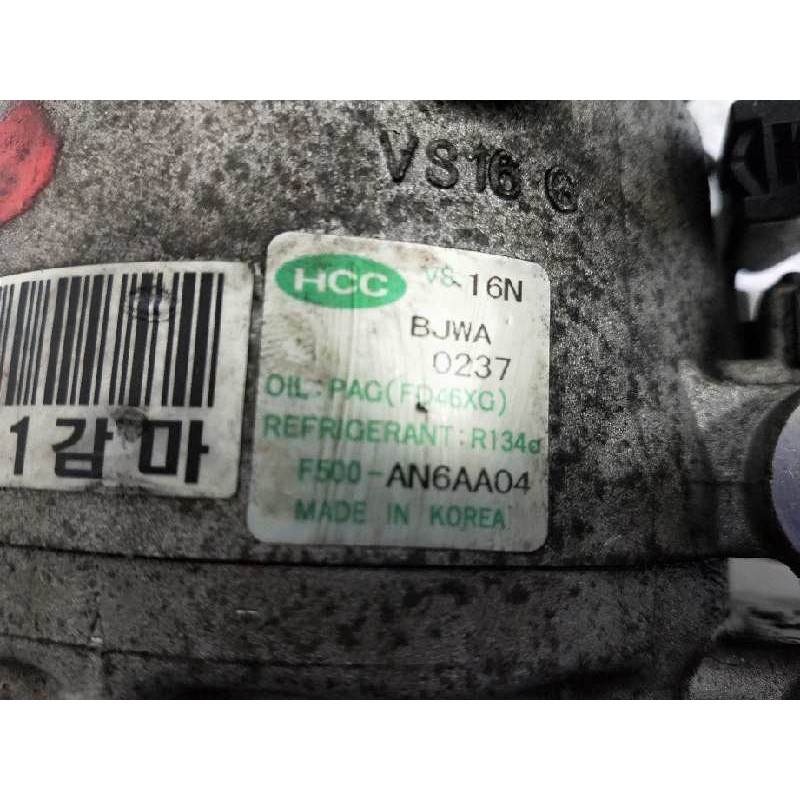 VS16 G
HCC VS-16N
BJWA
0237
OIL: PAG(FD46XG)
REFRIGERANT: R134a
F500-AN6AA04
MADE IN KOREA
1감마